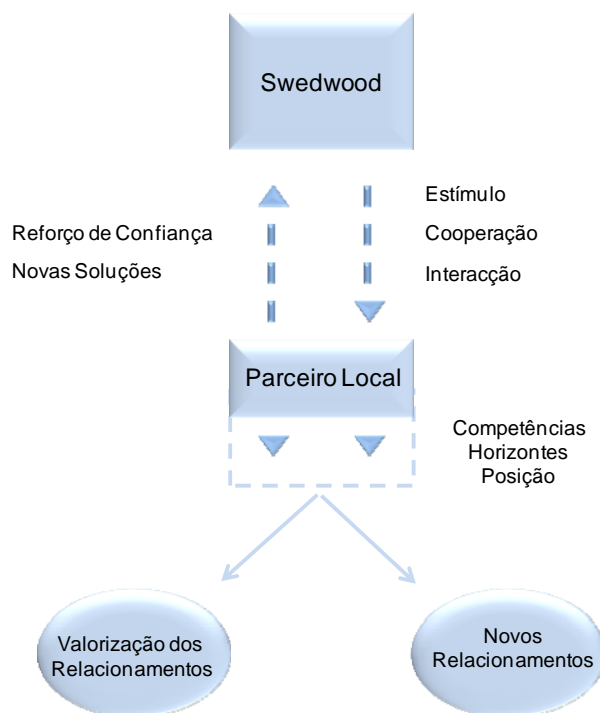 Swedwood
Estímulo
Reforço de Confiança
Cooperação
Novas Soluções
Interacção
Parceiro Local
Competências
Horizontes
Posição
Valorização dos
Relacionamentos
Novos
Relacionamentos